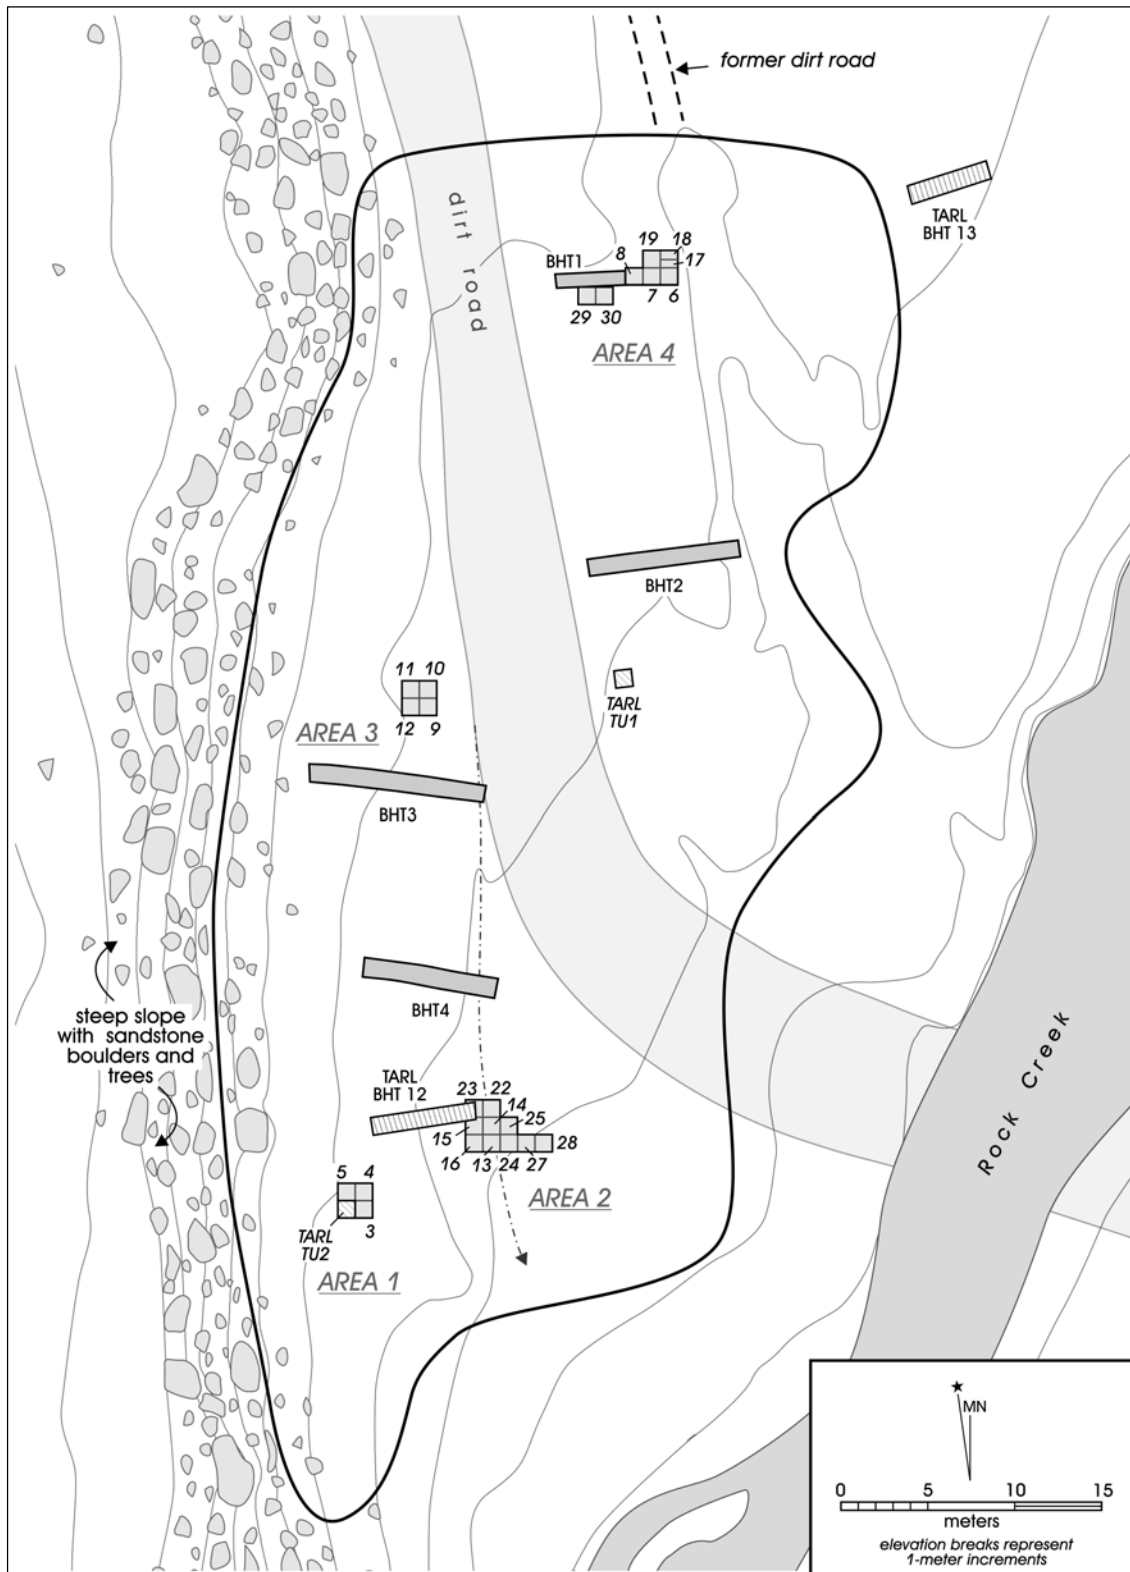 former dirt road
TARL
BHT 13
dirt road
19 18
8
17
BHT1
7 6
29 30
AREA 4
BHT2
11 10
TARL
TU1
12 9
AREA 3
BHT3
steep slope
with sandstone
boulders and
trees
BHT4
Rock Creek
TARL
BHT 12
23 22
14
25
15
28
16 13 24 27
5 4
AREA 2
3
TARL
TU2
AREA 1
MN
0 5 10 15
meters
elevation breaks represent
1-meter increments